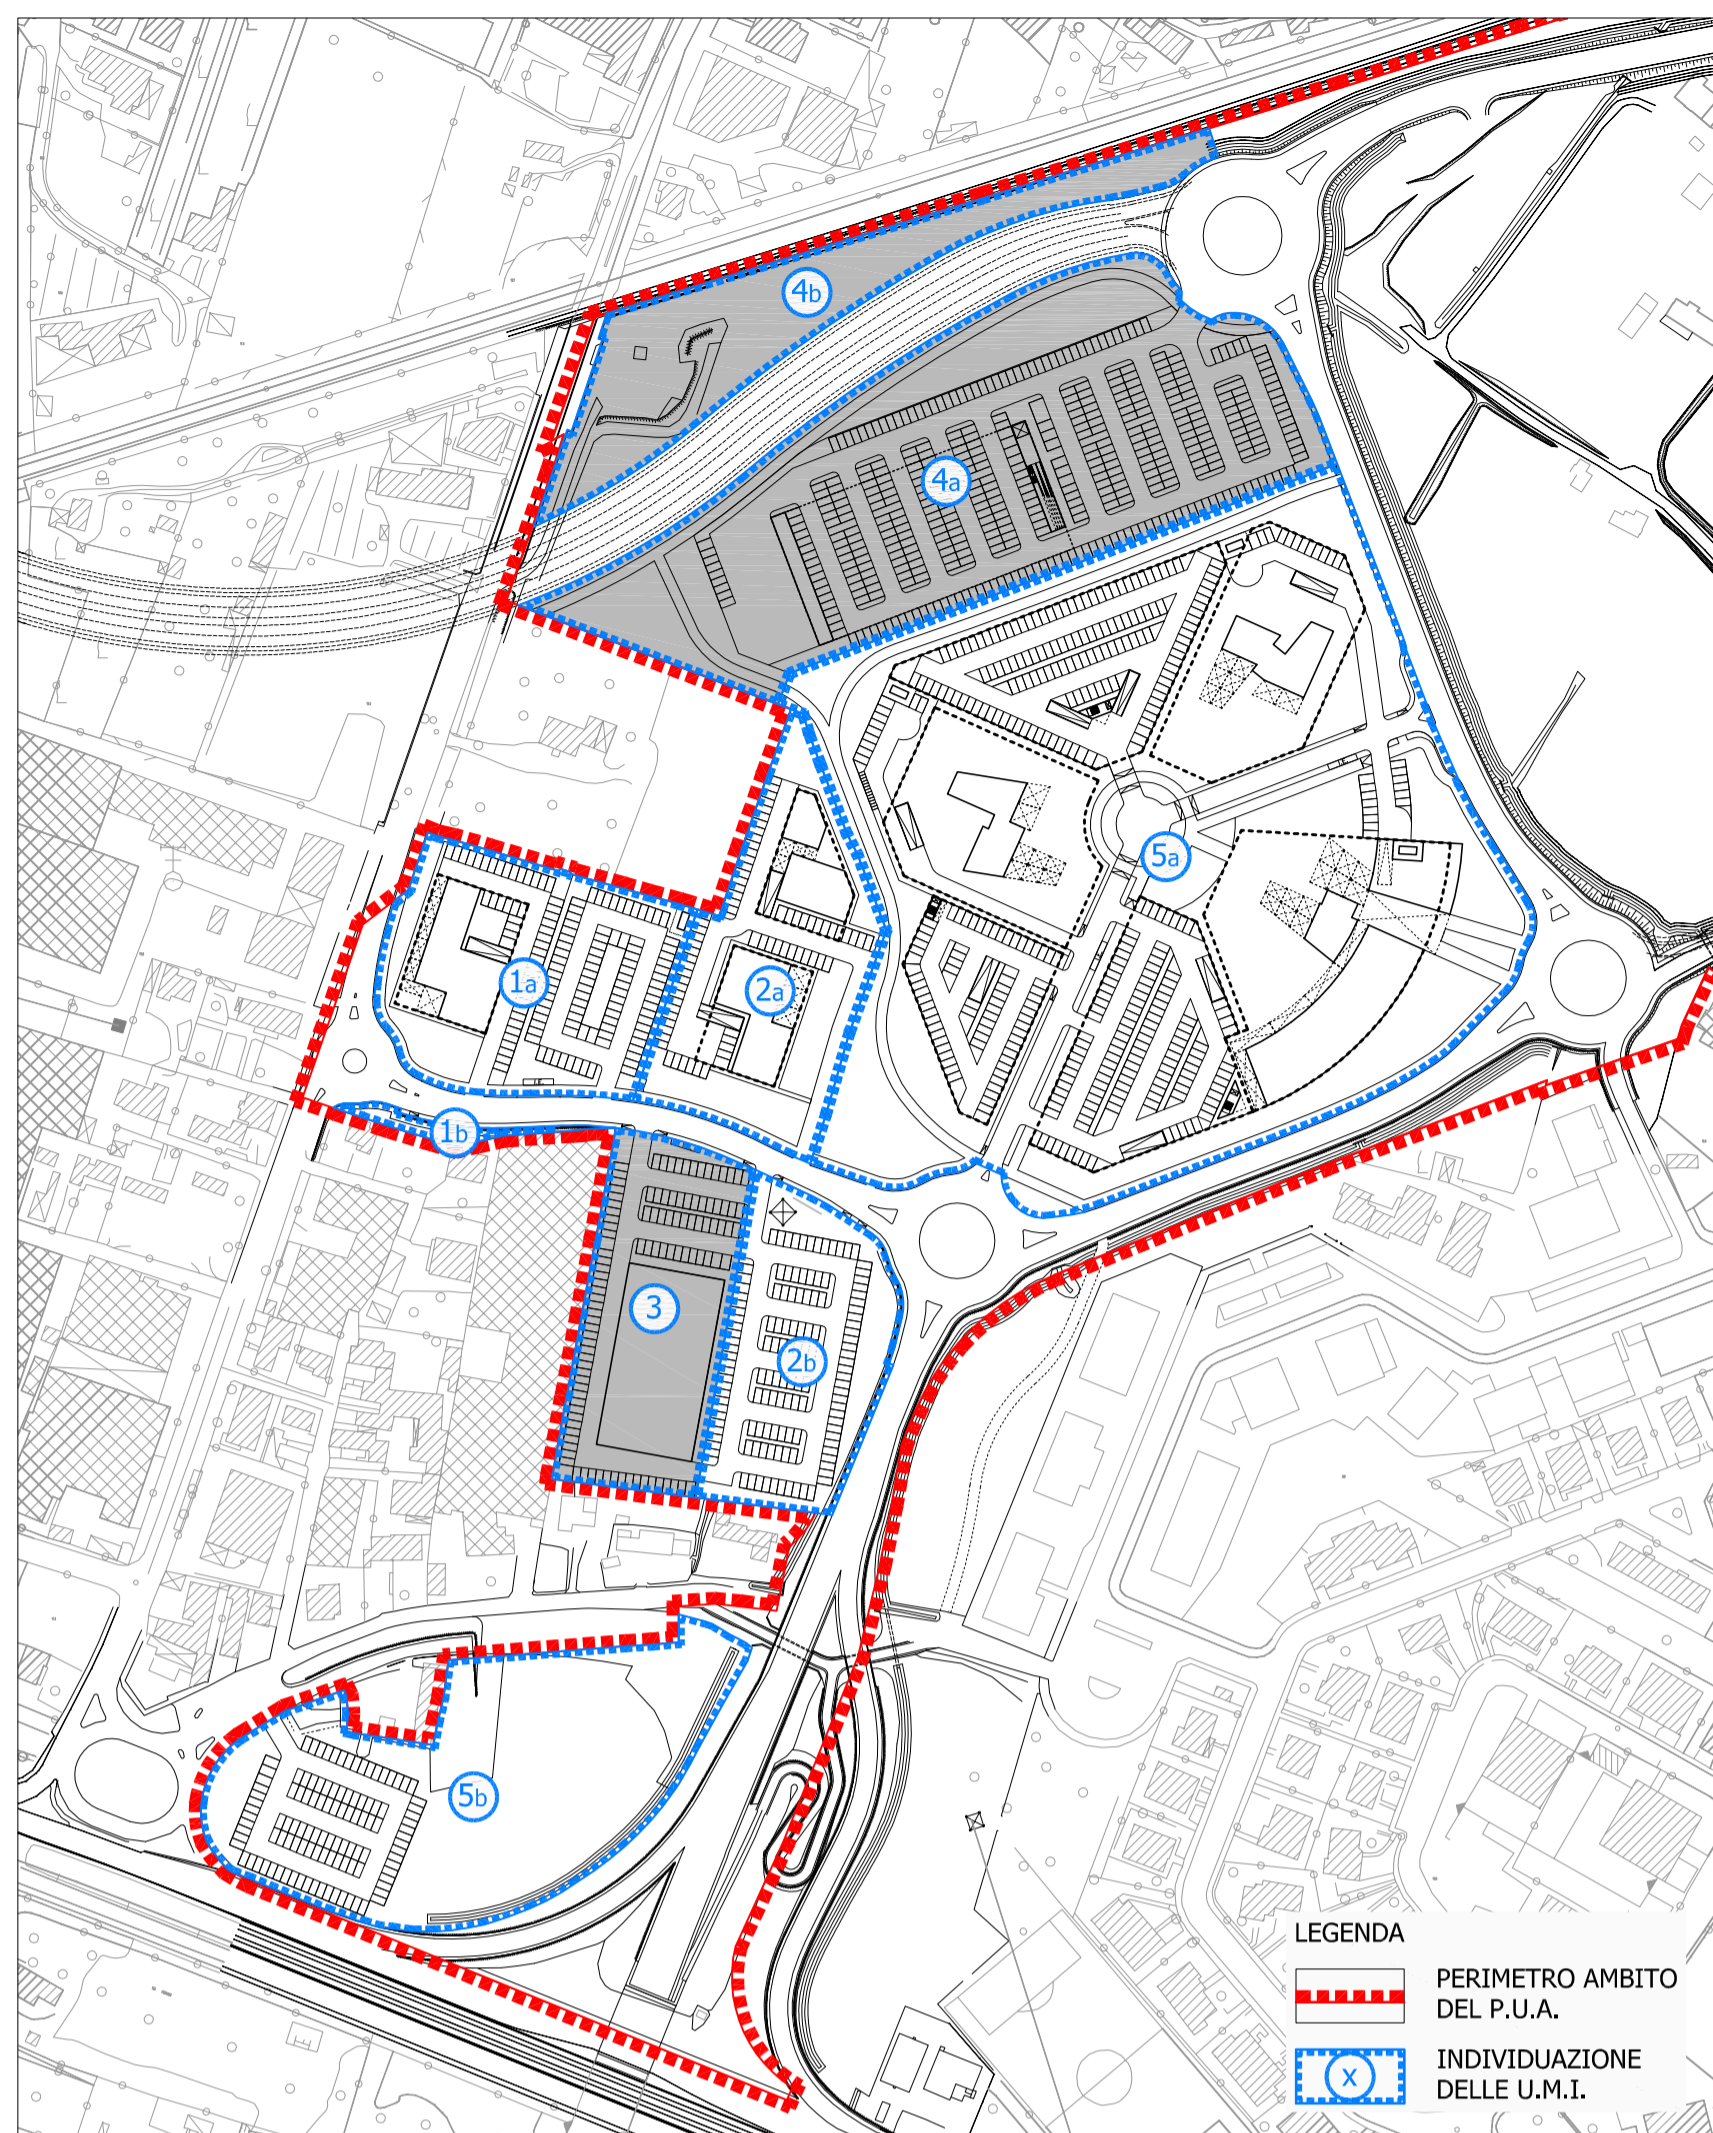 4b
4a
5a
1a
2a
1b
3
2b
5b
LEGENDA
PERIMETRO AMBITO
DEL P.U.A.
INDIVIDUAZIONE
DELLE U.M.I.
x